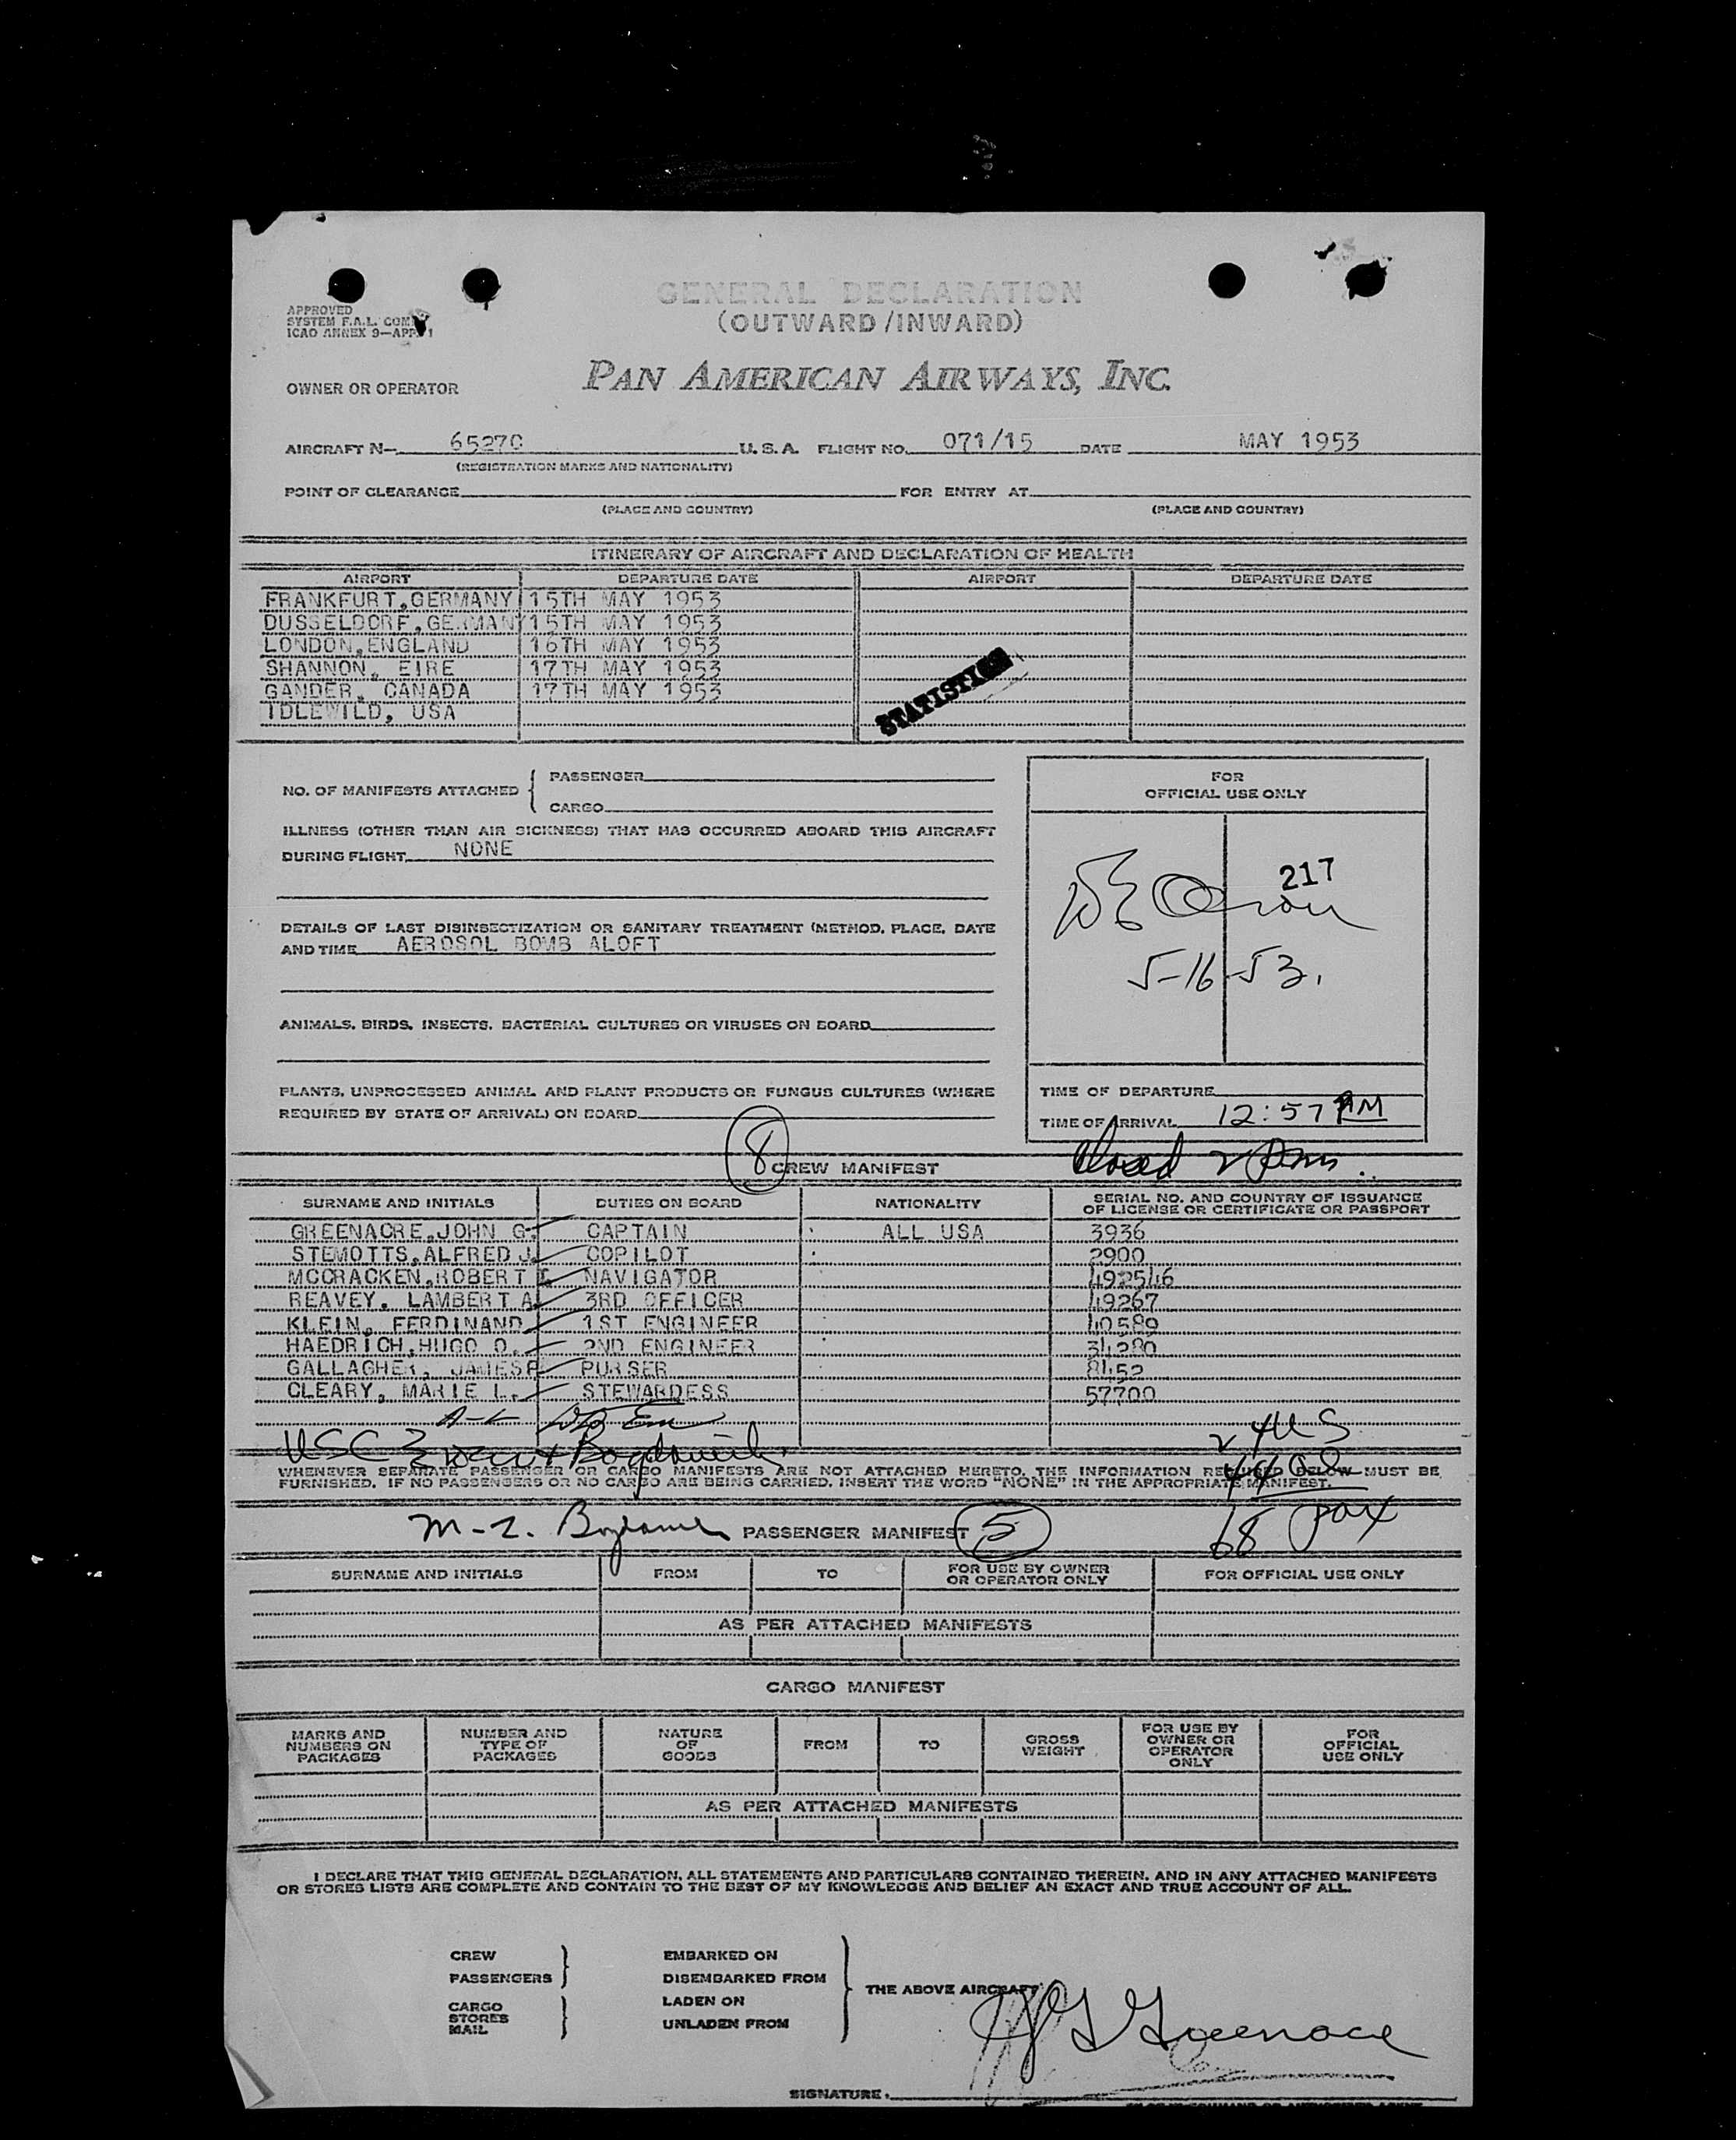 GENERAL DECLARATION
(OUTWARD/INWARD)
APPROVED
SYSTEM F.A.L. COM
ICAO ANNEX 9—APP. 1
OWNER OR OPERATOR PAN AMERICAN AIRWAYS, INC.
AIRCRAFT N— 65270 U.S.A. FLIGHT NO. 071/15 DATE MAY 1953
(REGISTRATION MARKS AND NATIONALITY)
POINT OF CLEARANCE FOR ENTRY AT
(PLACE AND COUNTRY) (PLACE AND COUNTRY)
ITINERARY OF AIRCRAFT AND DECLARATION OF HEALTH
AIRPORT DEPARTURE DATE AIRPORT DEPARTURE DATE
FRANKFURT, GERMANY 15TH MAY 1953
DUSSELDORF, GERMANY 15TH MAY 1953
LONDON, ENGLAND 16TH MAY 1953
SHANNON, EIRE 17TH MAY 1953
GANDER, CANADA 17TH MAY 1953
IDLEWILD, USA
NO. OF MANIFESTS ATTACHED { PASSENGER
CARGO
ILLNESS (OTHER THAN AIR SICKNESS) THAT HAS OCCURRED ABOARD THIS AIRCRAFT
DURING FLIGHT NONE
DETAILS OF LAST DISINSECTIZATION OR SANITARY TREATMENT (METHOD, PLACE, DATE
AND TIME AEROSOL BOMB ALOFT
ANIMALS, BIRDS, INSECTS, BACTERIAL CULTURES OR VIRUSES ON BOARD
PLANTS, UNPROCESSED ANIMAL AND PLANT PRODUCTS OR FUNGUS CULTURES (WHERE
REQUIRED BY STATE OF ARRIVAL) ON BOARD
FOR
OFFICIAL USE ONLY
217
5-16-53.
TIME OF DEPARTURE
TIME OF ARRIVAL 12:57 PM
Closed 2 Pm.
8 CREW MANIFEST
SURNAME AND INITIALS DUTIES ON BOARD NATIONALITY SERIAL NO. AND COUNTRY OF ISSUANCE
OF LICENSE OR CERTIFICATE OR PASSPORT
GREENACRE, JOHN G. CAPTAIN ALL USA 3936
STEMOTTS, ALFRED J. COPILOT 2900
MCCRACKEN, ROBERT NAVIGATOR 492546
REAVEY, LAMBERT A. 3RD OFFICER 49267
KLEIN, FERDINAND 1ST ENGINEER 40589
HAEDRICH, HUGO O. 2ND ENGINEER 34280
GALLAGHER, JAMES PURSER 8452
CLEARY, MARIE L. STEWARDESS 57700
A-L
24 US
USC
WHENEVER SEPARATE PASSENGER OR CARGO MANIFESTS ARE NOT ATTACHED HERETO, THE INFORMATION REQUIRED BELOW MUST BE
FURNISHED. IF NO PASSENGERS OR NO CARGO ARE BEING CARRIED, INSERT THE WORD "NONE" IN THE APPROPRIATE MANIFEST.
44
PASSENGER MANIFEST 5 68 pax
SURNAME AND INITIALS FROM TO FOR USE BY OWNER
OR OPERATOR ONLY FOR OFFICIAL USE ONLY
AS PER ATTACHED MANIFESTS
CARGO MANIFEST
MARKS AND
NUMBERS ON
PACKAGES NUMBER AND
TYPE OF
PACKAGES NATURE
OF
GOODS FROM TO GROSS
WEIGHT FOR USE BY
OWNER OR
OPERATOR
ONLY FOR
OFFICIAL
USE ONLY
AS PER ATTACHED MANIFESTS
I DECLARE THAT THIS GENERAL DECLARATION, ALL STATEMENTS AND PARTICULARS CONTAINED THEREIN, AND IN ANY ATTACHED MANIFESTS
OR STORES LISTS ARE COMPLETE AND CONTAIN TO THE BEST OF MY KNOWLEDGE AND BELIEF AN EXACT AND TRUE ACCOUNT OF ALL.
CREW
PASSENGERS
CARGO
STORES
MAIL
EMBARKED ON
DISEMBARKED FROM
LADEN ON
UNLADEN FROM
THE ABOVE AIRCRAFT
J G Greenacre
SIGNATURE.